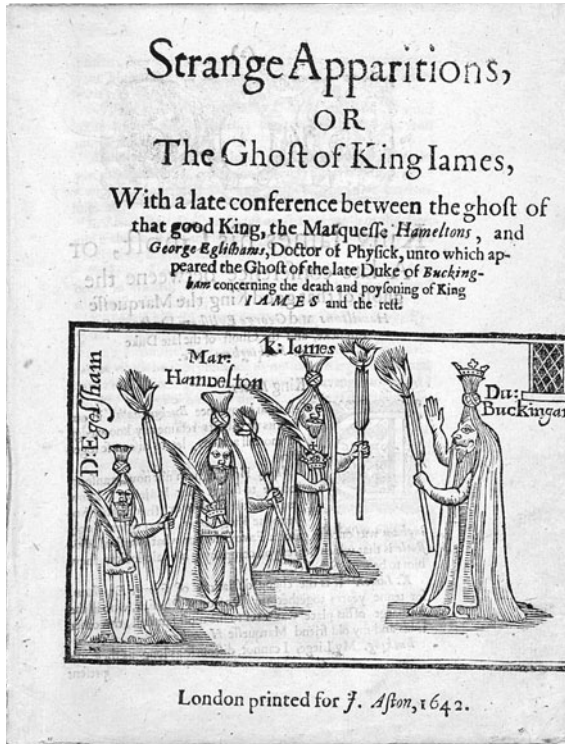 Strange Apparitions,
OR
The Ghoſt of King Iames,
With a late conference between the ghoſt of
that good King, the Marqueſſe Hameltons, and
George Egliſhams, Doctor of Phyſick, unto which ap-
peared the Ghoſt of the late Duke of Bucking-
ham concerning the death and poyſoning of King
IAMES and the reſt.
D: Egelſham
Mar:
Hammelton
K: Iames
Du:
Buckingam
London printed for J. Aſton, 1642.